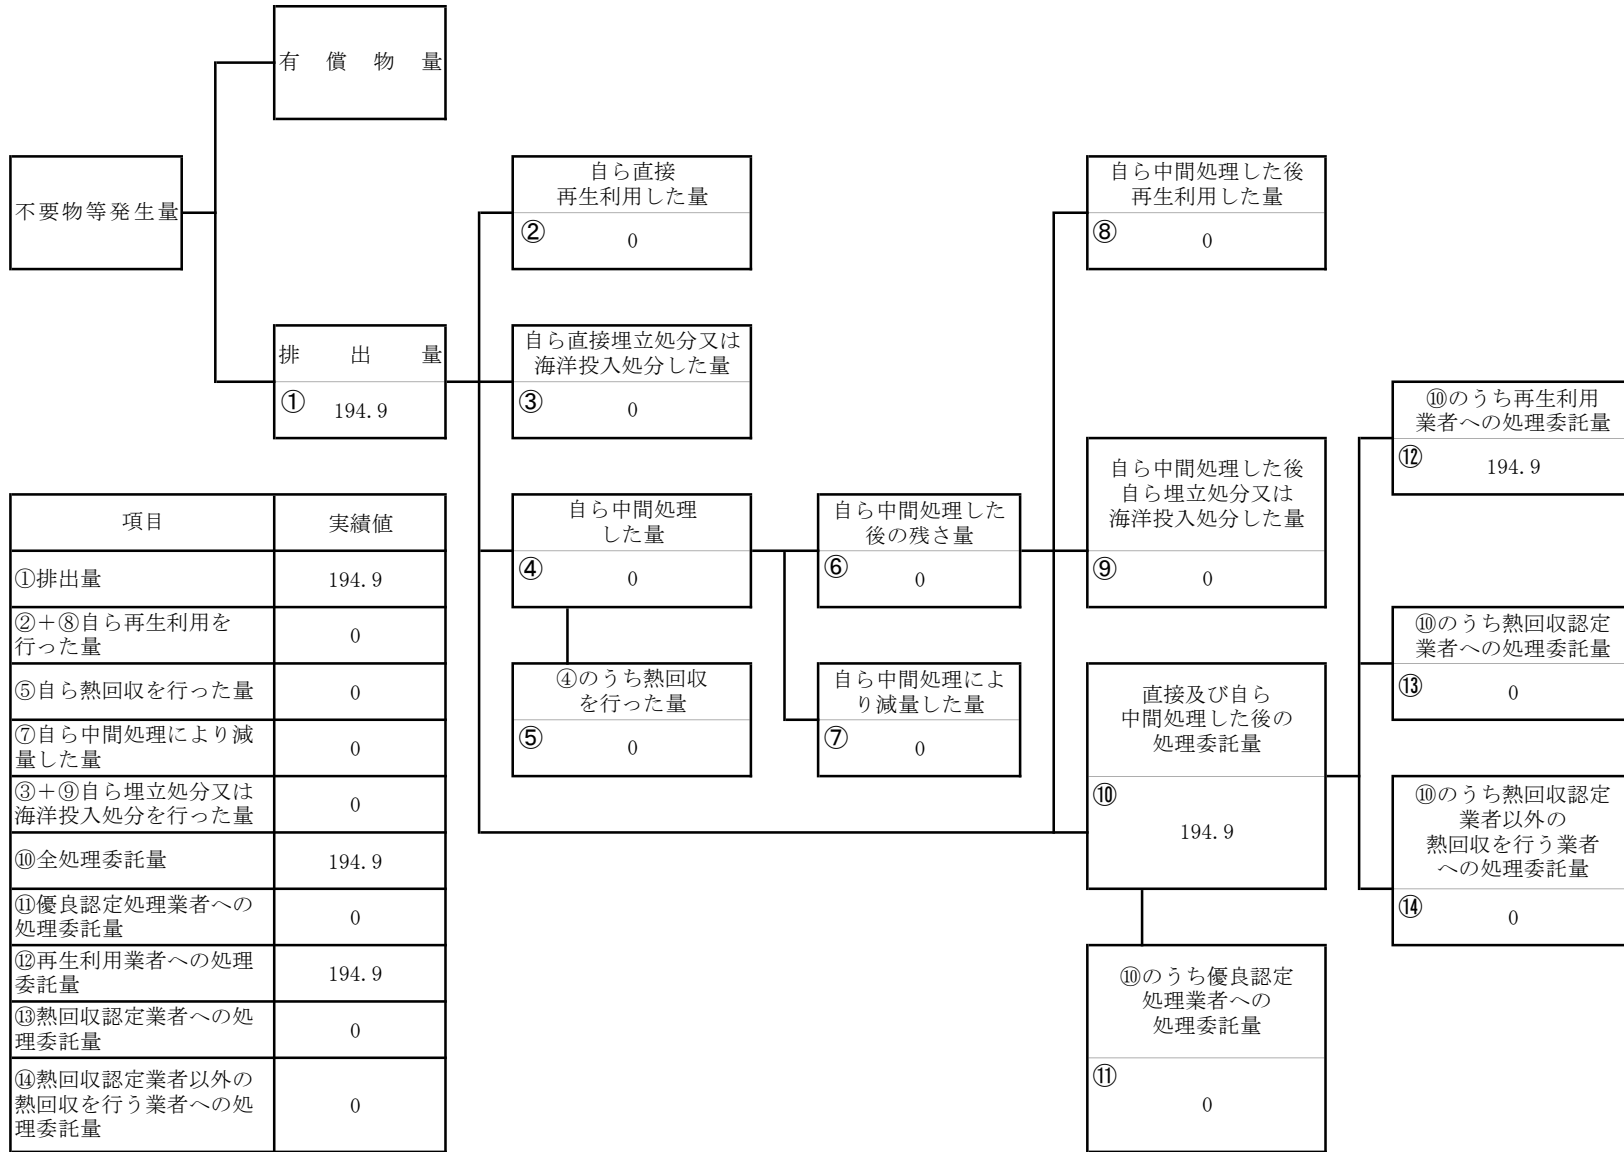 有償物量
不要物等発生量
自ら直接
再生利用した量
② 0
自ら中間処理した後
再生利用した量
⑧ 0
排出量
① 194.9
自ら直接埋立処分又は
海洋投入処分した量
③ 0
⑩のうち再生利用
業者への処理委託量
⑫ 194.9
自ら中間処理した後
自ら埋立処分又は
海洋投入処分した量
⑨ 0
自ら中間処理
した量
④ 0
自ら中間処理した
後の残さ量
⑥ 0
⑩のうち熱回収認定
業者への処理委託量
⑬ 0
④のうち熱回収
を行った量
⑤ 0
自ら中間処理によ
り減量した量
⑦ 0
直接及び自ら
中間処理した後の
処理委託量
⑩
194.9
⑩のうち熱回収認定
業者以外の
熱回収を行う業者
への処理委託量
⑭ 0
⑩のうち優良認定
処理業者への
処理委託量
⑪
0
項目 実績値
①排出量 194.9
②+⑧自ら再生利用を
行った量 0
⑤自ら熱回収を行った量 0
⑦自ら中間処理により減
量した量 0
③+⑨自ら埋立処分又は
海洋投入処分を行った量 0
⑩全処理委託量 194.9
⑪優良認定処理業者への
処理委託量 0
⑫再生利用業者への処理
委託量 194.9
⑬熱回収認定業者への処
理委託量 0
⑭熱回収認定業者以外の
熱回収を行う業者への処
理委託量 0